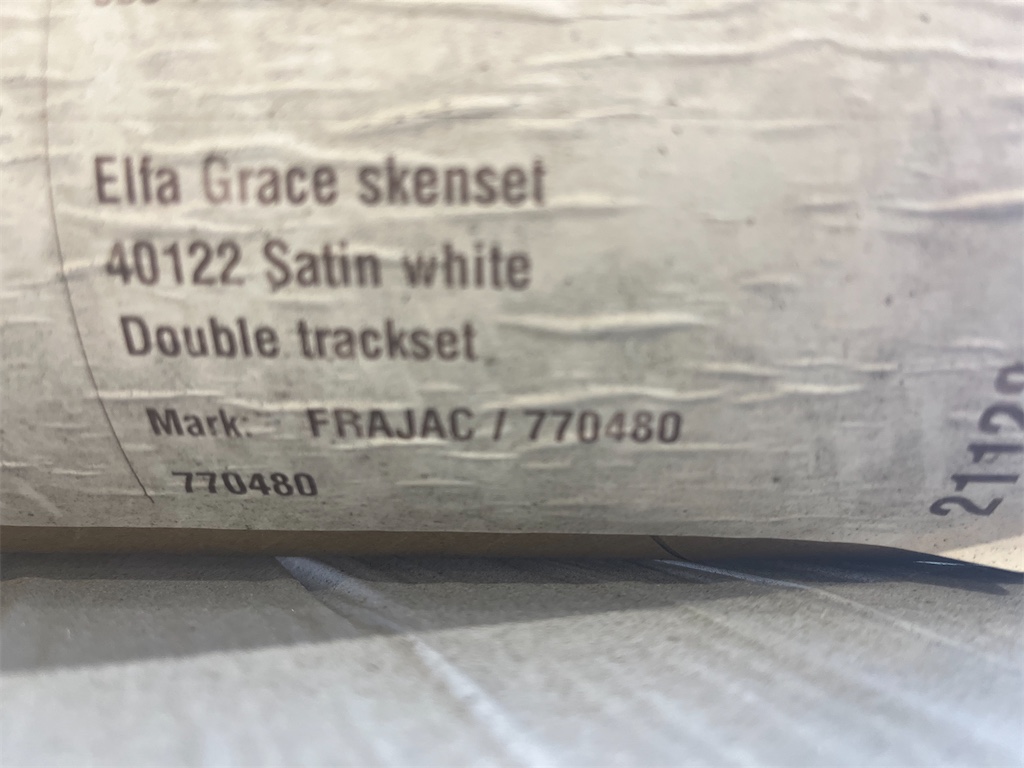 Elfa Grace skenset
40122 Satin white
Double trackset
Mark: FRAJAC / 770480
770480